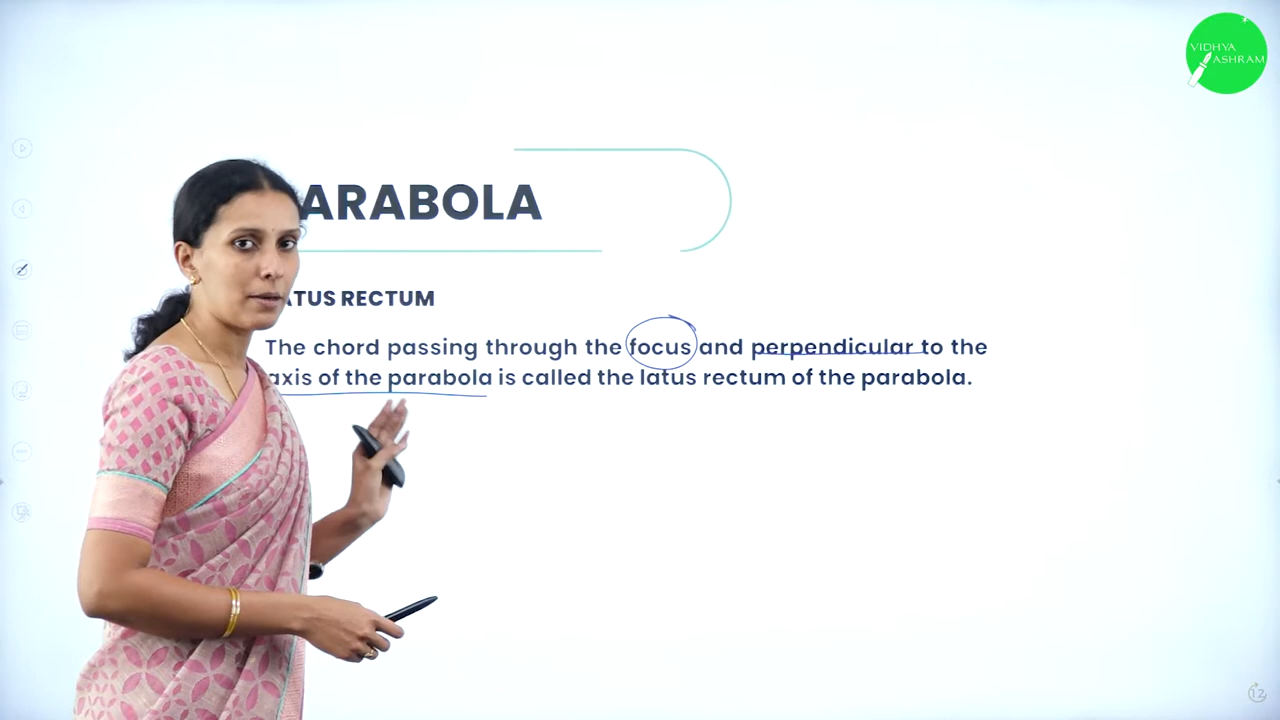 VIDHYA
ASHRAM
ARABOLA
ATUS RECTUM
The chord passing through the focus and perpendicular to the
axis of the parabola is called the latus rectum of the parabola.
12